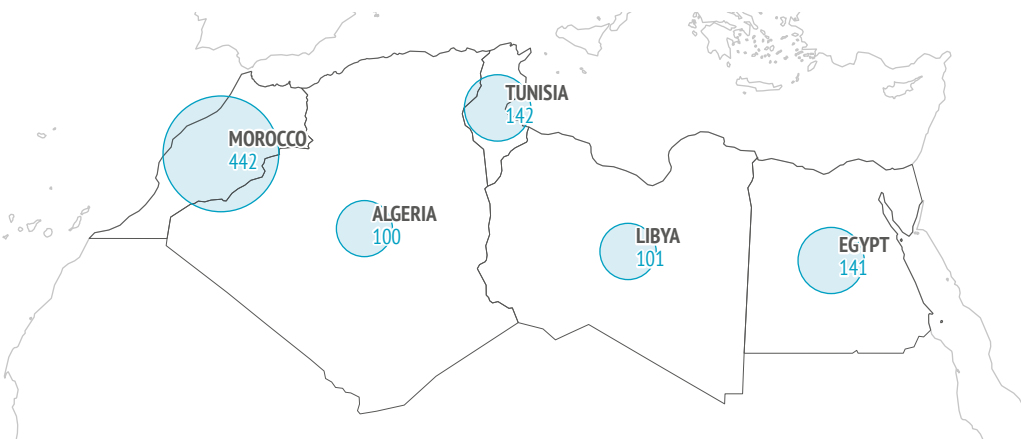 TUNISIA
142
MOROCCO
442
ALGERIA
100
LIBYA
101
EGYPT
141